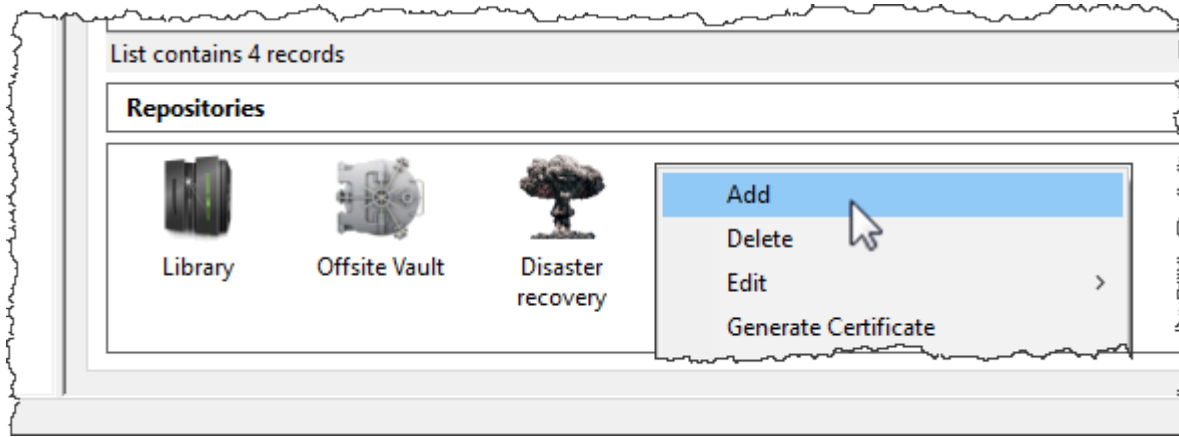 List contains 4 records
Repositories
Library
Offsite Vault
Disaster
recovery
Add
Delete
Edit
Generate Certificate